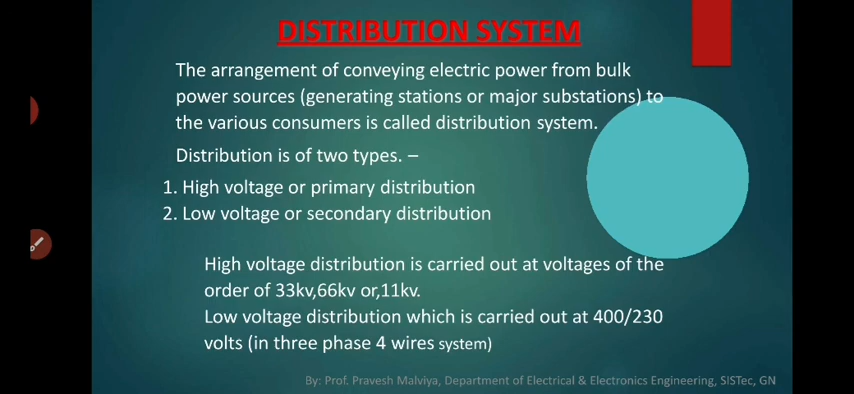 DISTRIBUTION SYSTEM
The arrangement of conveying electric power from bulk
power sources (generating stations or major substations) to
the various consumers is called distribution system.
Distribution is of two types. –
1. High voltage or primary distribution
2. Low voltage or secondary distribution
High voltage distribution is carried out at voltages of the
order of 33kv,66kv or,11kv.
Low voltage distribution which is carried out at 400/230
volts (in three phase 4 wires system)
By: Prof. Pravesh Malviya, Department of Electrical & Electronics Engineering, SISTec, GN